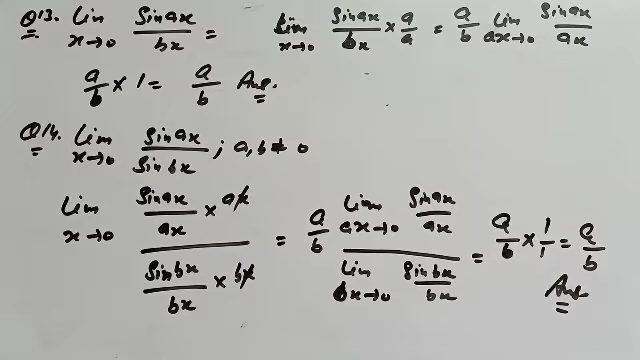 Q13. Lim x→0 Sinax/bx = Lim x→0 Sinax/bx × a/a = a/b Lim ax→0 Sinax/ax
a/b × 1 = a/b Ans.
Q14. Lim x→0 Sinax/Sinbx ; a, b ≠ 0
Lim x→0 (Sinax/ax × ax)/(Sinbx/bx × bx) = a/b (Lim ax→0 Sinax/ax)/(Lim bx→0 Sinbx/bx) = a/b × 1/1 = a/b
Ans